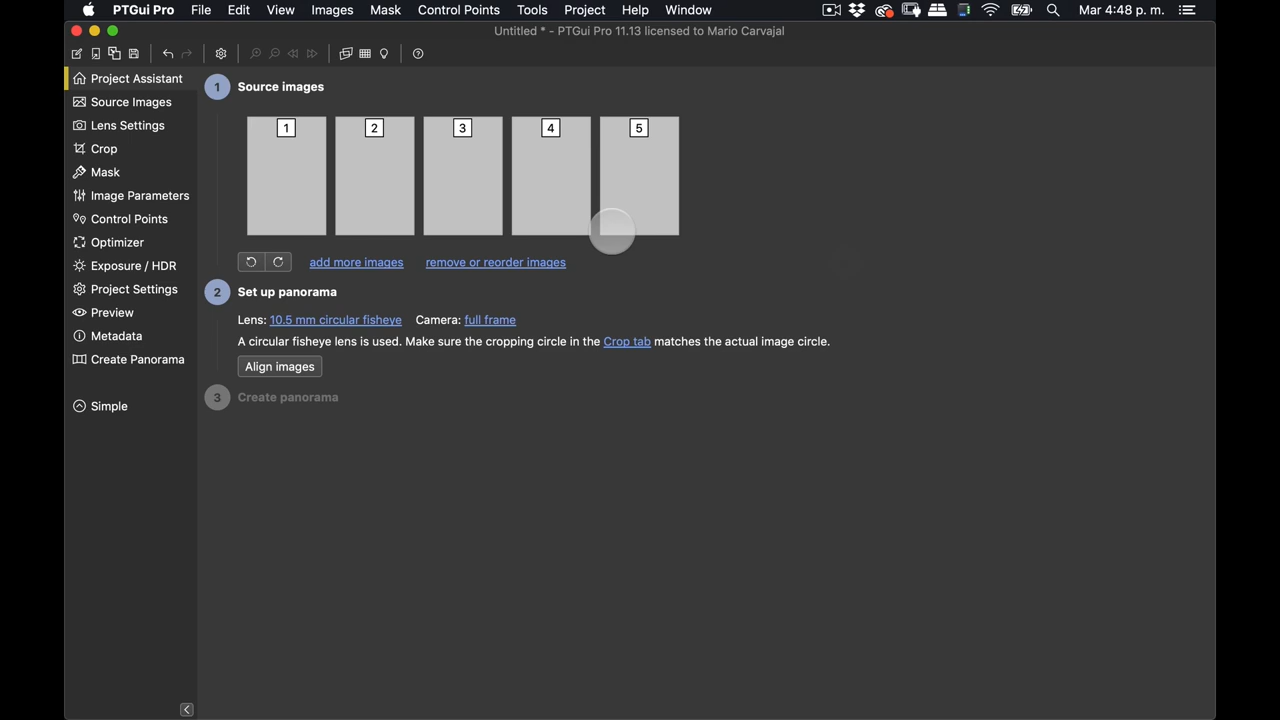 PTGui Pro File Edit View Images Mask Control Points Tools Project Help Window Mar 4:48 p. m.
Untitled * - PTGui Pro 11.13 licensed to Mario Carvajal
Project Assistant
Source Images
Lens Settings
Crop
Mask
Image Parameters
Control Points
Optimizer
Exposure / HDR
Project Settings
Preview
Metadata
Create Panorama
Simple
1 Source images
1 2 3 4 5
add more images remove or reorder images
2 Set up panorama
Lens: 10.5 mm circular fisheye Camera: full frame
A circular fisheye lens is used. Make sure the cropping circle in the Crop tab matches the actual image circle.
Align images
3 Create panorama